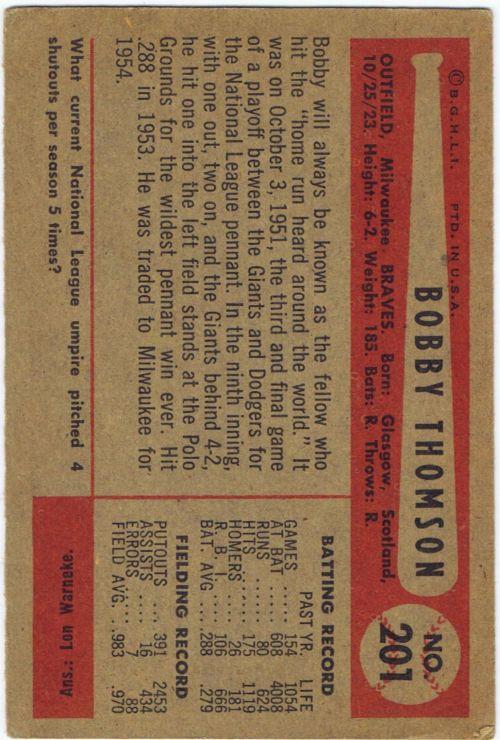 BOBBY THOMSON
NO.
201
© B.G.H.L.I. PTD. IN U.S.A.
OUTFIELD, Milwaukee BRAVES. Born: Glasgow, Scotland,
10/25/23. Height: 6-2. Weight: 185. Bats: R. Throws: R.
Bobby will always be known as the fellow who
hit the "home run heard around the world." It
was on October 3, 1951, the third and final game
of a playoff between the Giants and Dodgers for
the National League pennant. In the ninth inning,
with one out, two on, and the Giants behind 4-2,
he hit one into the left field stands at the Polo
Grounds for the wildest pennant win ever. Hit
.288 in 1953. He was traded to Milwaukee for
1954.
BATTING RECORD
PAST YR. LIFE
GAMES 154 1054
AT BAT 608 4008
RUNS 80 624
HITS 175 1119
HOMERS 26 181
R. B. I. 106 666
BAT. AVG .288 .279
FIELDING RECORD
PUTOUTS 391 2453
ASSISTS 16 434
ERRORS 7 88
FIELD AVG. .983 .970
What current National League umpire pitched 4
shutouts per season 5 times?
Ans.: Lon Warneke.